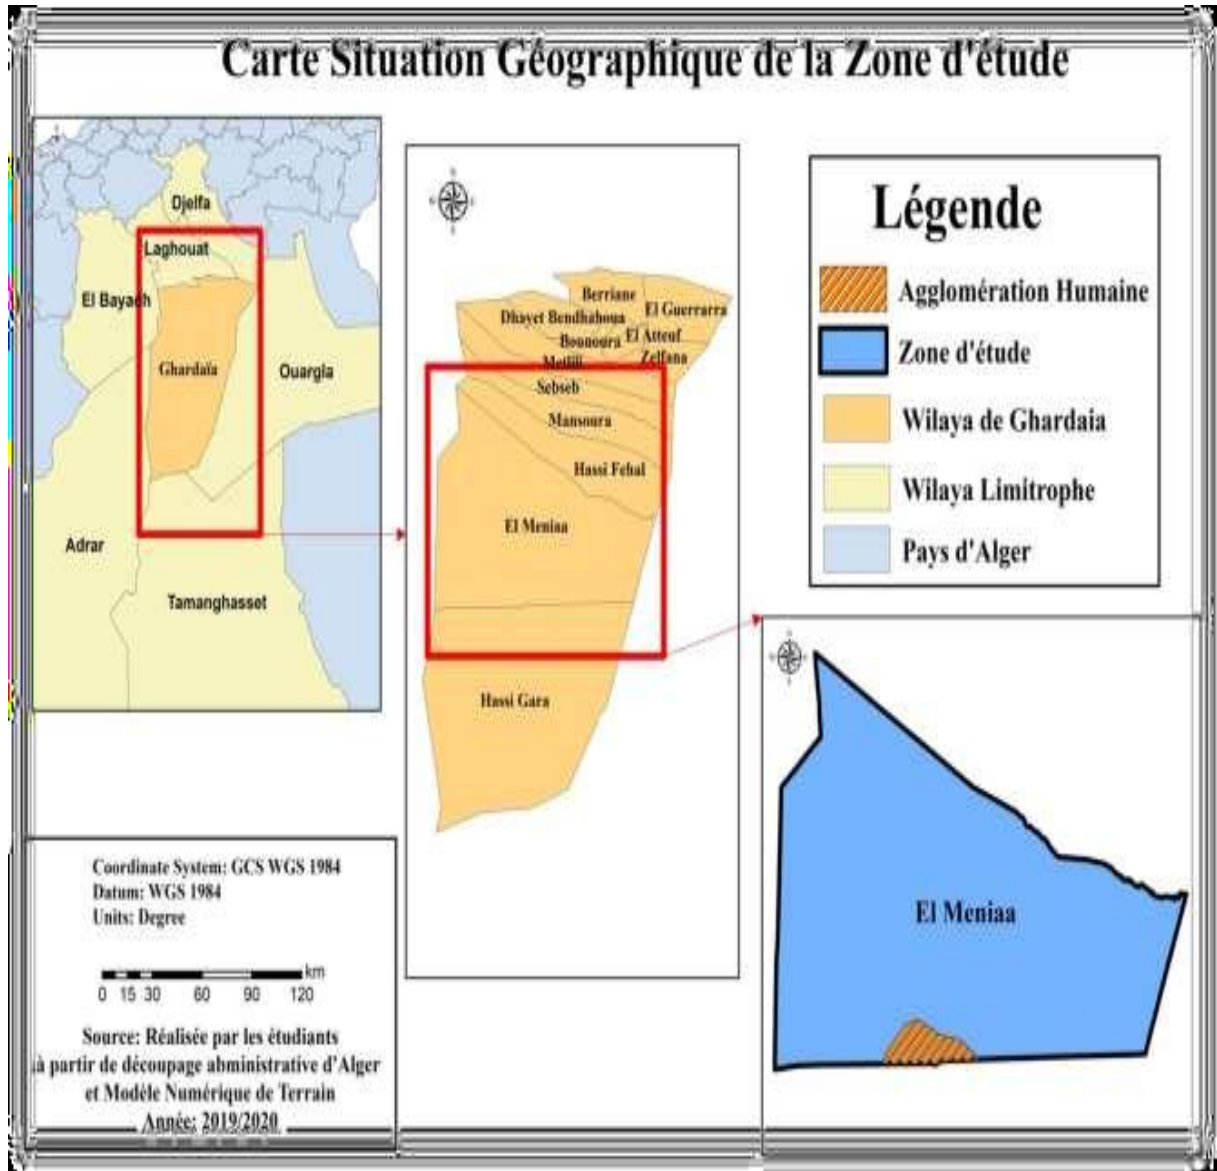 Carte Situation Géographique de la Zone d'étude
Djelfa
Laghouat
El Bayadh
Ghardaïa
Ouargla
Adrar
Tamanghasset
Berriane
El Guerrarra
Dhayet Bendhahoua
El Atteuf
Bounoura
Zelfana
Metlili
Sebseb
Mansoura
Hassi Fehal
El Meniaa
Hassi Gara
Légende
Agglomération Humaine
Zone d'étude
Wilaya de Ghardaia
Wilaya Limitrophe
Pays d'Alger
El Meniaa
Coordinate System: GCS WGS 1984
Datum: WGS 1984
Units: Degree
km
0 15 30 60 90 120
Source: Réalisée par les étudiants
à partir de découpage abministrative d'Alger
et Modèle Numérique de Terrain
Année: 2019/2020